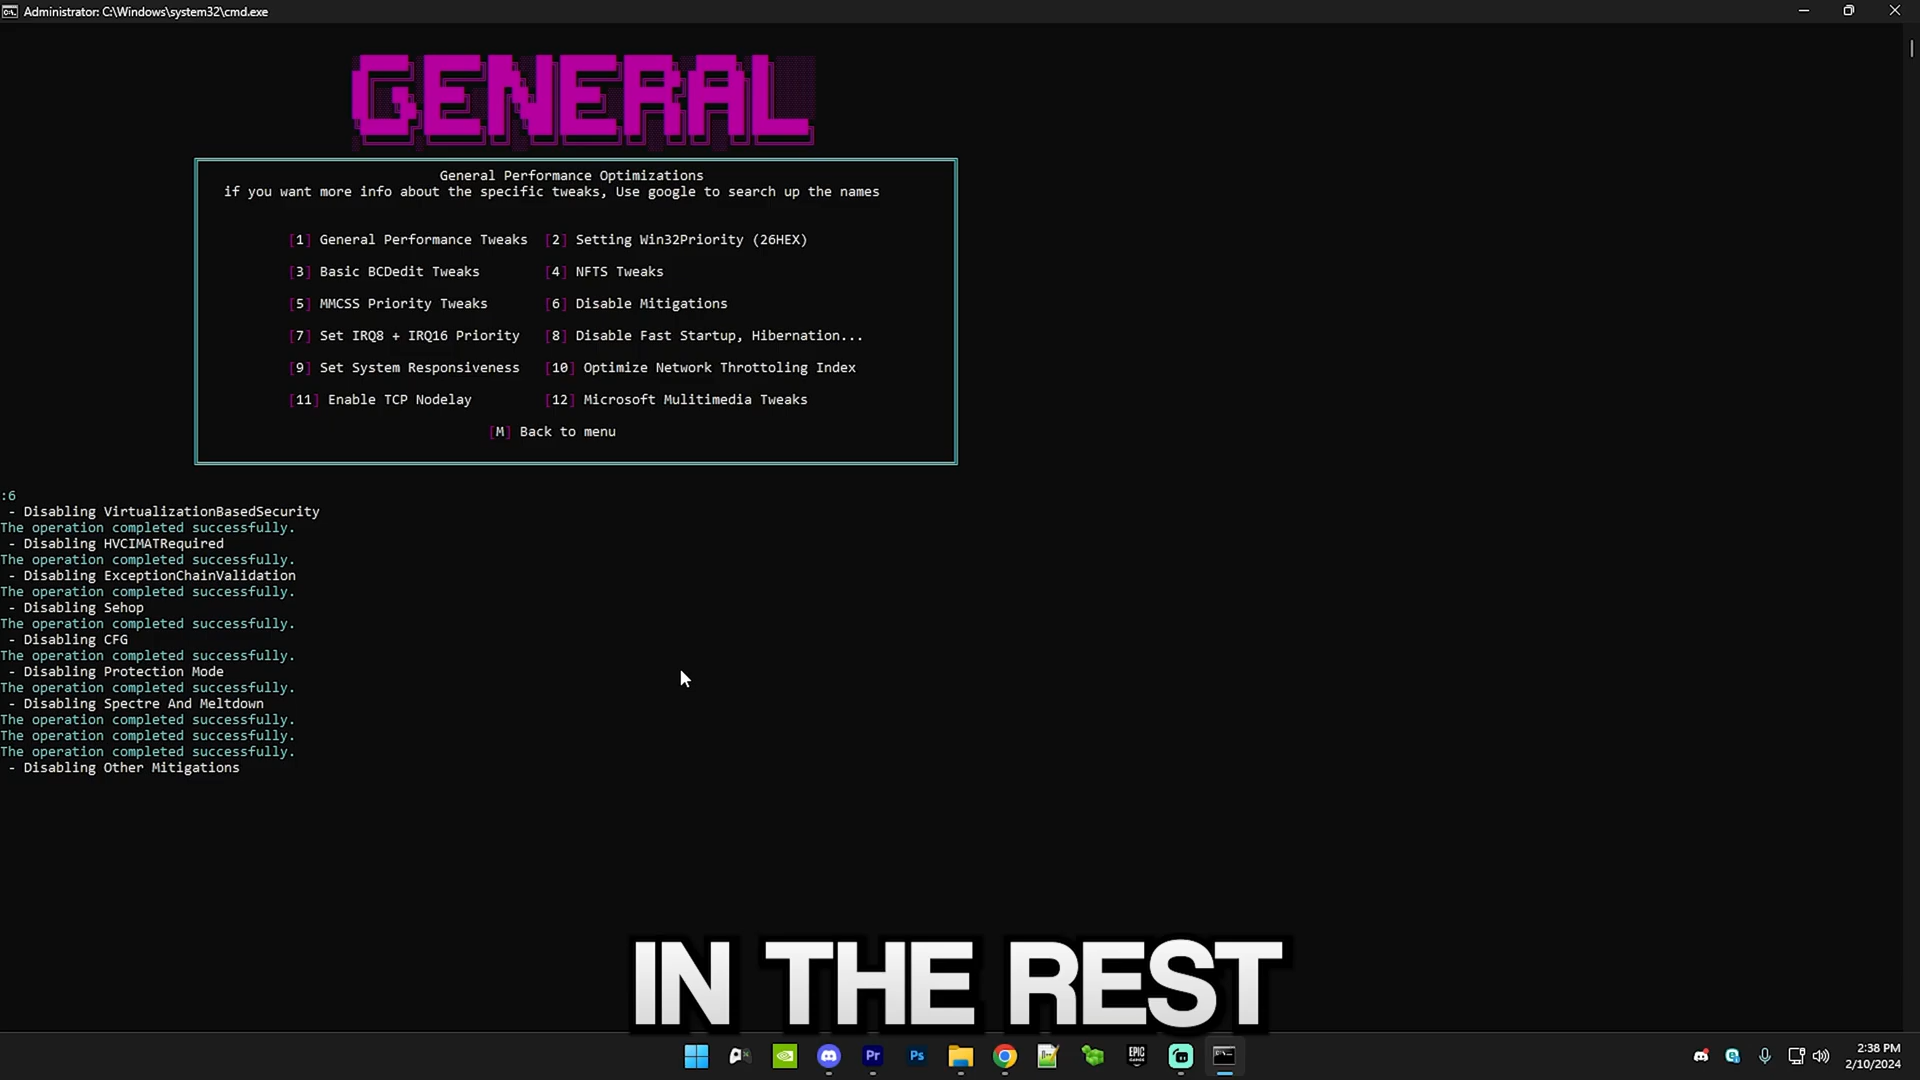 Administrator: C:\Windows\system32\cmd.exe
GENERAL
General Performance Optimizations
if you want more info about the specific tweaks, Use google to search up the names
[1] General Performance Tweaks [2] Setting Win32Priority (26HEX)
[3] Basic BCDedit Tweaks [4] NFTS Tweaks
[5] MMCSS Priority Tweaks [6] Disable Mitigations
[7] Set IRQ8 + IRQ16 Priority [8] Disable Fast Startup, Hibernation...
[9] Set System Responsiveness [10] Optimize Network Throttoling Index
[11] Enable TCP Nodelay [12] Microsoft Mulitimedia Tweaks
[M] Back to menu
:6
- Disabling VirtualizationBasedSecurity
The operation completed successfully.
- Disabling HVCIMATRequired
The operation completed successfully.
- Disabling ExceptionChainValidation
The operation completed successfully.
- Disabling Sehop
The operation completed successfully.
- Disabling CFG
The operation completed successfully.
- Disabling Protection Mode
The operation completed successfully.
- Disabling Spectre And Meltdown
The operation completed successfully.
The operation completed successfully.
The operation completed successfully.
- Disabling Other Mitigations
IN THE REST
Pr
Ps
EPIC GAMES
2:38 PM
2/10/2024